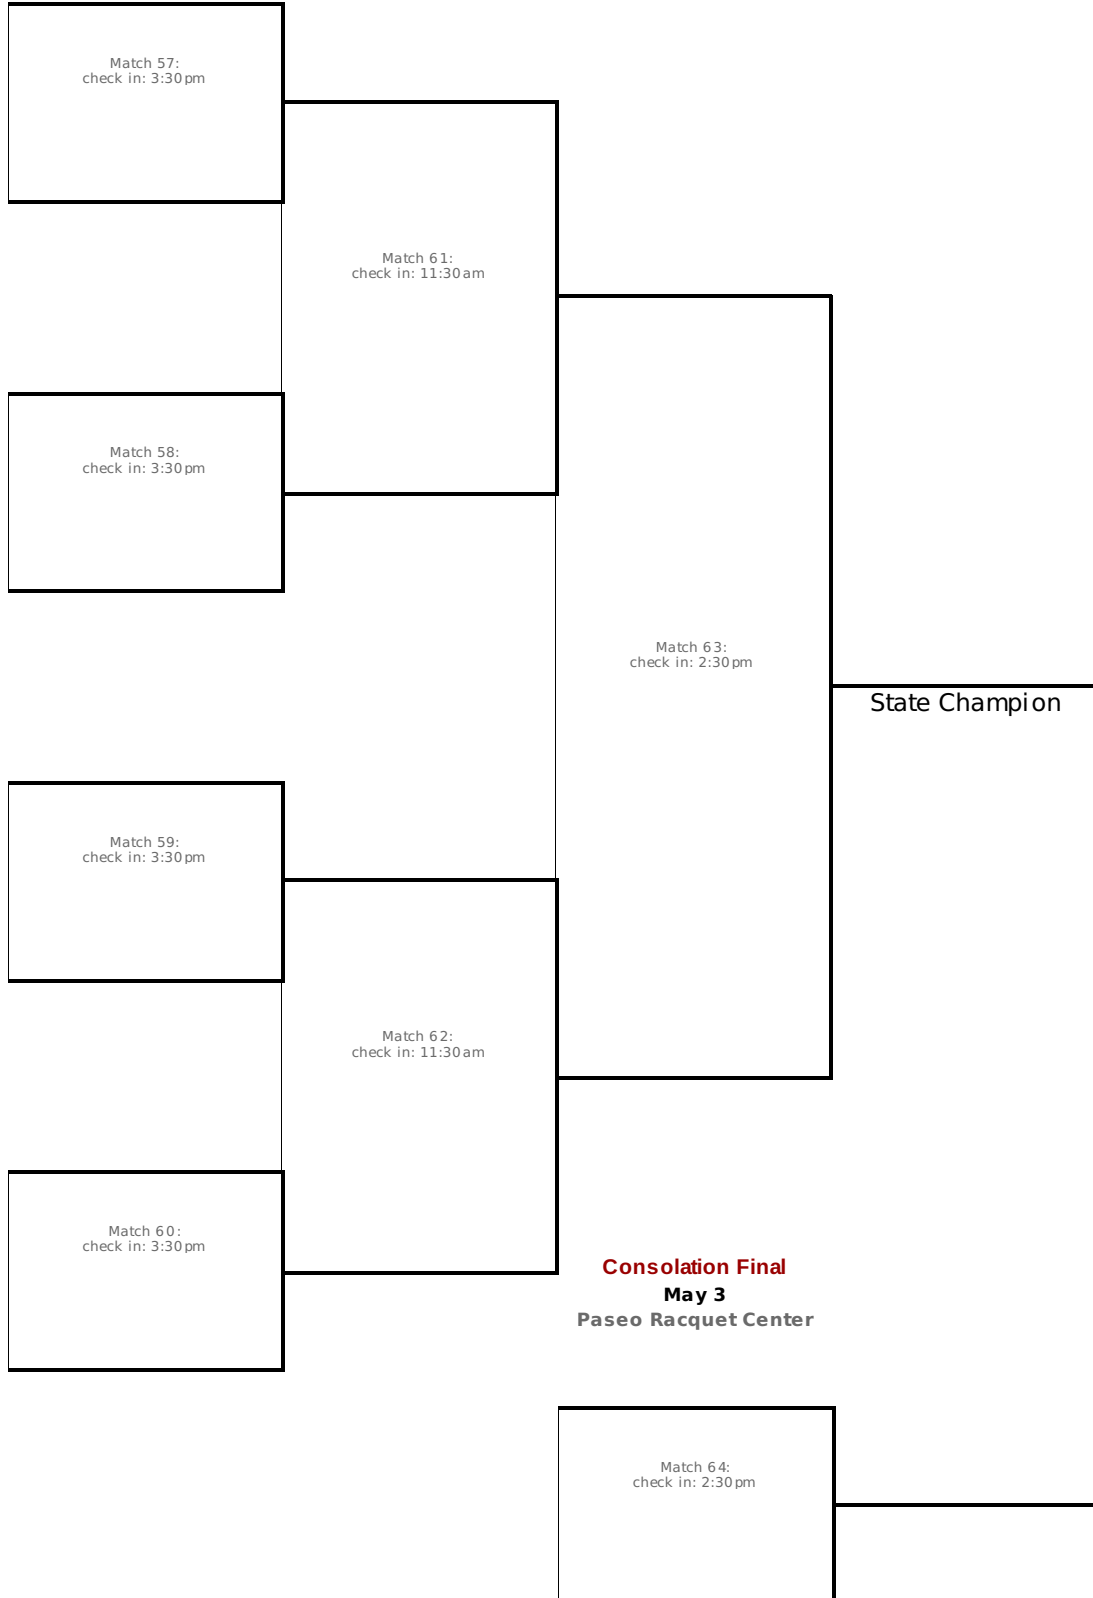 Match 57:
check in: 3:30pm
Match 61:
check in: 11:30am
Match 58:
check in: 3:30pm
Match 63:
check in: 2:30pm
State Champion
Match 59:
check in: 3:30pm
Match 62:
check in: 11:30am
Match 60:
check in: 3:30pm
Consolation Final
May 3
Paseo Racquet Center
Match 64:
check in: 2:30pm